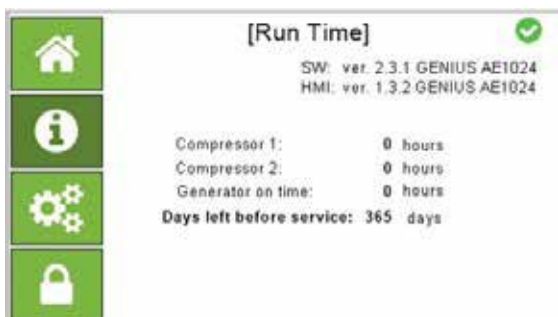 [Run Time]
SW: ver. 2.3.1 GENIUS AE1024
HMI: ver. 1.3.2 GENIUS AE1024
Compressor 1: 0 hours
Compressor 2: 0 hours
Generator on time: 0 hours
Days left before service: 365 days